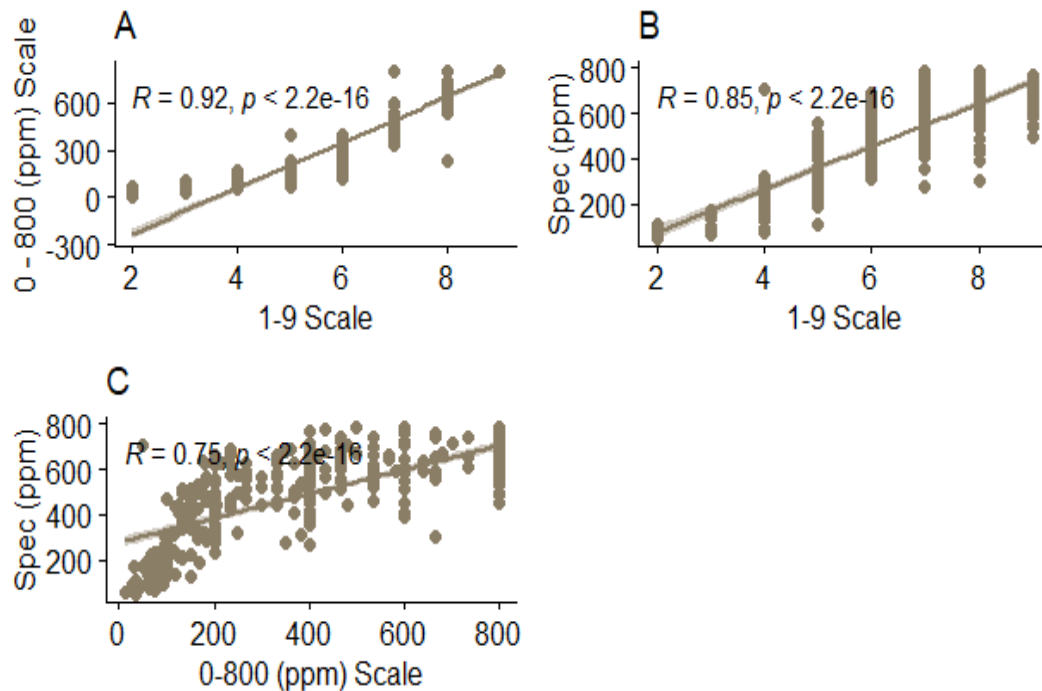 A
0 - 800 (ppm) Scale
R = 0.92, p < 2.2e-16
600
300
0
-300
2 4 6 8
1-9 Scale
B
Spec (ppm)
R = 0.85, p < 2.2e-16
800
600
400
200
2 4 6 8
1-9 Scale
C
Spec (ppm)
R = 0.75, p < 2.2e-16
800
600
400
200
0 200 400 600 800
0-800 (ppm) Scale